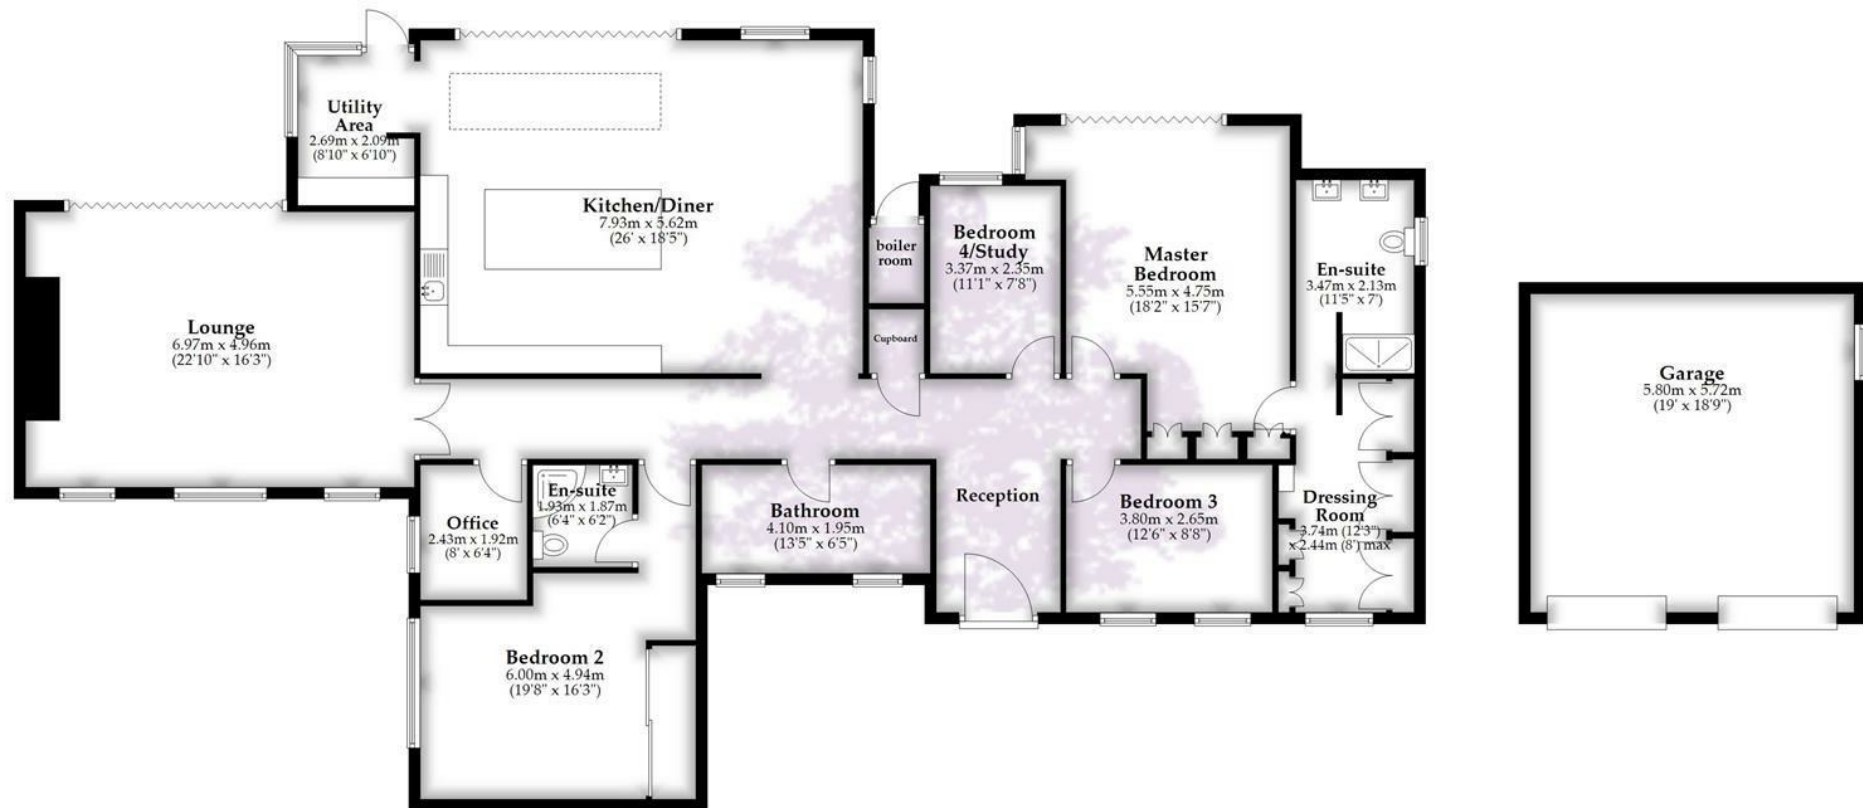 Utility
Area
2.69m x 2.09m
(8'10" x 6'10")
Kitchen/Diner
7.93m x 5.62m
(26' x 18'5")
boiler
room
Bedroom
4/Study
3.37m x 2.35m
(11'1" x 7'8")
Master
Bedroom
5.55m x 4.75m
(18'2" x 15'7")
En-suite
3.47m x 2.13m
(11'5" x 7')
Lounge
6.97m x 4.96m
(22'10" x 16'3")
Cupboard
Garage
5.80m x 5.72m
(19' x 18'9")
Office
2.43m x 1.92m
(8' x 6'4")
En-suite
1.93m x 1.87m
(6'4" x 6'2")
Bathroom
4.10m x 1.95m
(13'5" x 6'5")
Reception
Bedroom 3
3.80m x 2.65m
(12'6" x 8'8")
Dressing
Room
3.74m (12'3")
x 2.44m (8') max
Bedroom 2
6.00m x 4.94m
(19'8" x 16'3")